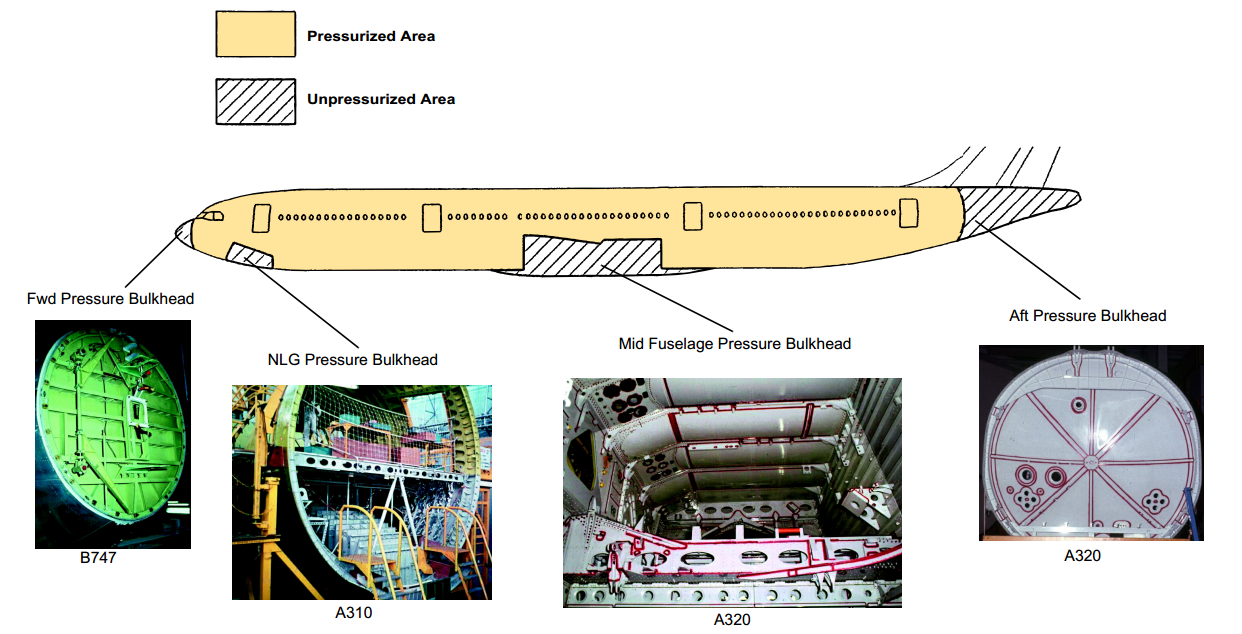 Pressurized Area
Unpressurized Area
Fwd Pressure Bulkhead
NLG Pressure Bulkhead
Mid Fuselage Pressure Bulkhead
Aft Pressure Bulkhead
B747
A310
A320
A320